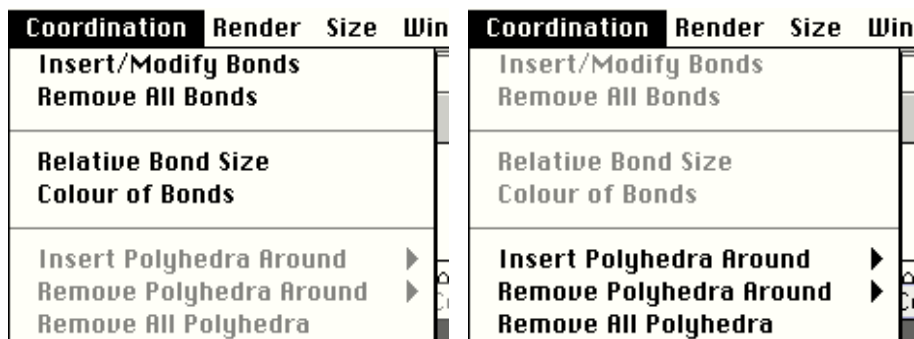 Coordination Render Size Win
Insert/Modify Bonds
Remove All Bonds
Relative Bond Size
Colour of Bonds
Insert Polyhedra Around
Remove Polyhedra Around
Remove All Polyhedra
Coordination Render Size Win
Insert/Modify Bonds
Remove All Bonds
Relative Bond Size
Colour of Bonds
Insert Polyhedra Around
Remove Polyhedra Around
Remove All Polyhedra